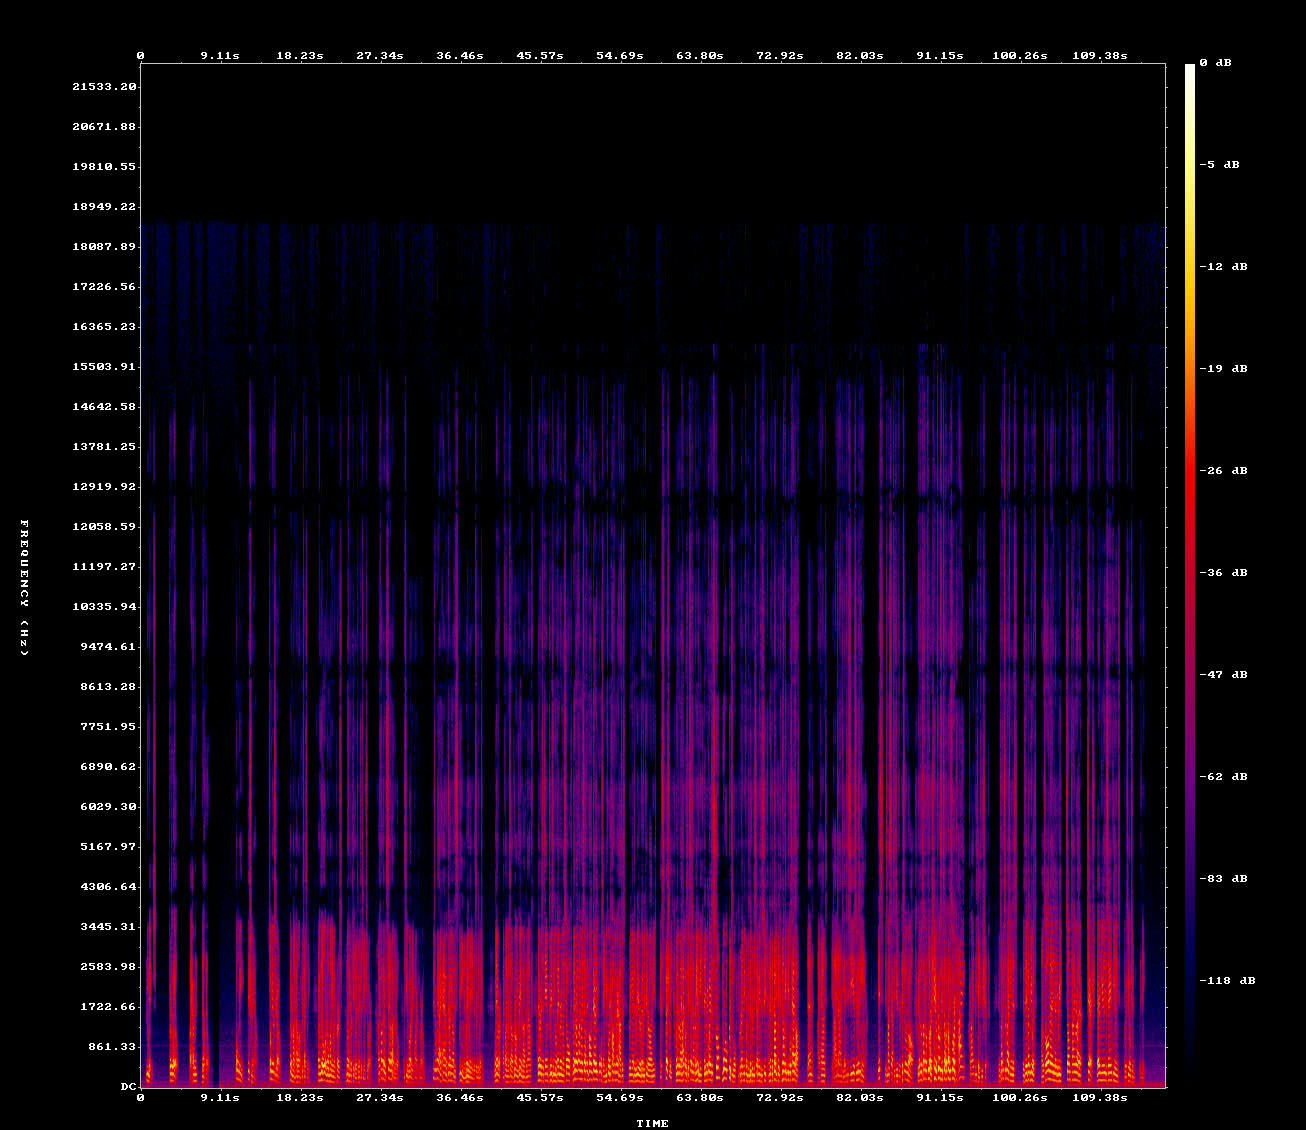 0 9.11s 18.23s 27.34s 36.46s 45.57s 54.69s 63.80s 72.92s 82.03s 91.15s 100.26s 109.38s
0 dB
21533.20
20671.88
-5 dB
19810.55
18949.22
18087.89
-12 dB
17226.56
16365.23
-19 dB
15503.91
14642.58
13781.25
-26 dB
12919.92
12058.59
11197.27
-36 dB
10335.94
9474.61
-47 dB
8613.28
7751.95
6890.62
-62 dB
6029.30
5167.97
4306.64
-83 dB
3445.31
2583.98
-118 dB
1722.66
861.33
DC
FREQUENCY (Hz)
0 9.11s 18.23s 27.34s 36.46s 45.57s 54.69s 63.80s 72.92s 82.03s 91.15s 100.26s 109.38s
TIME